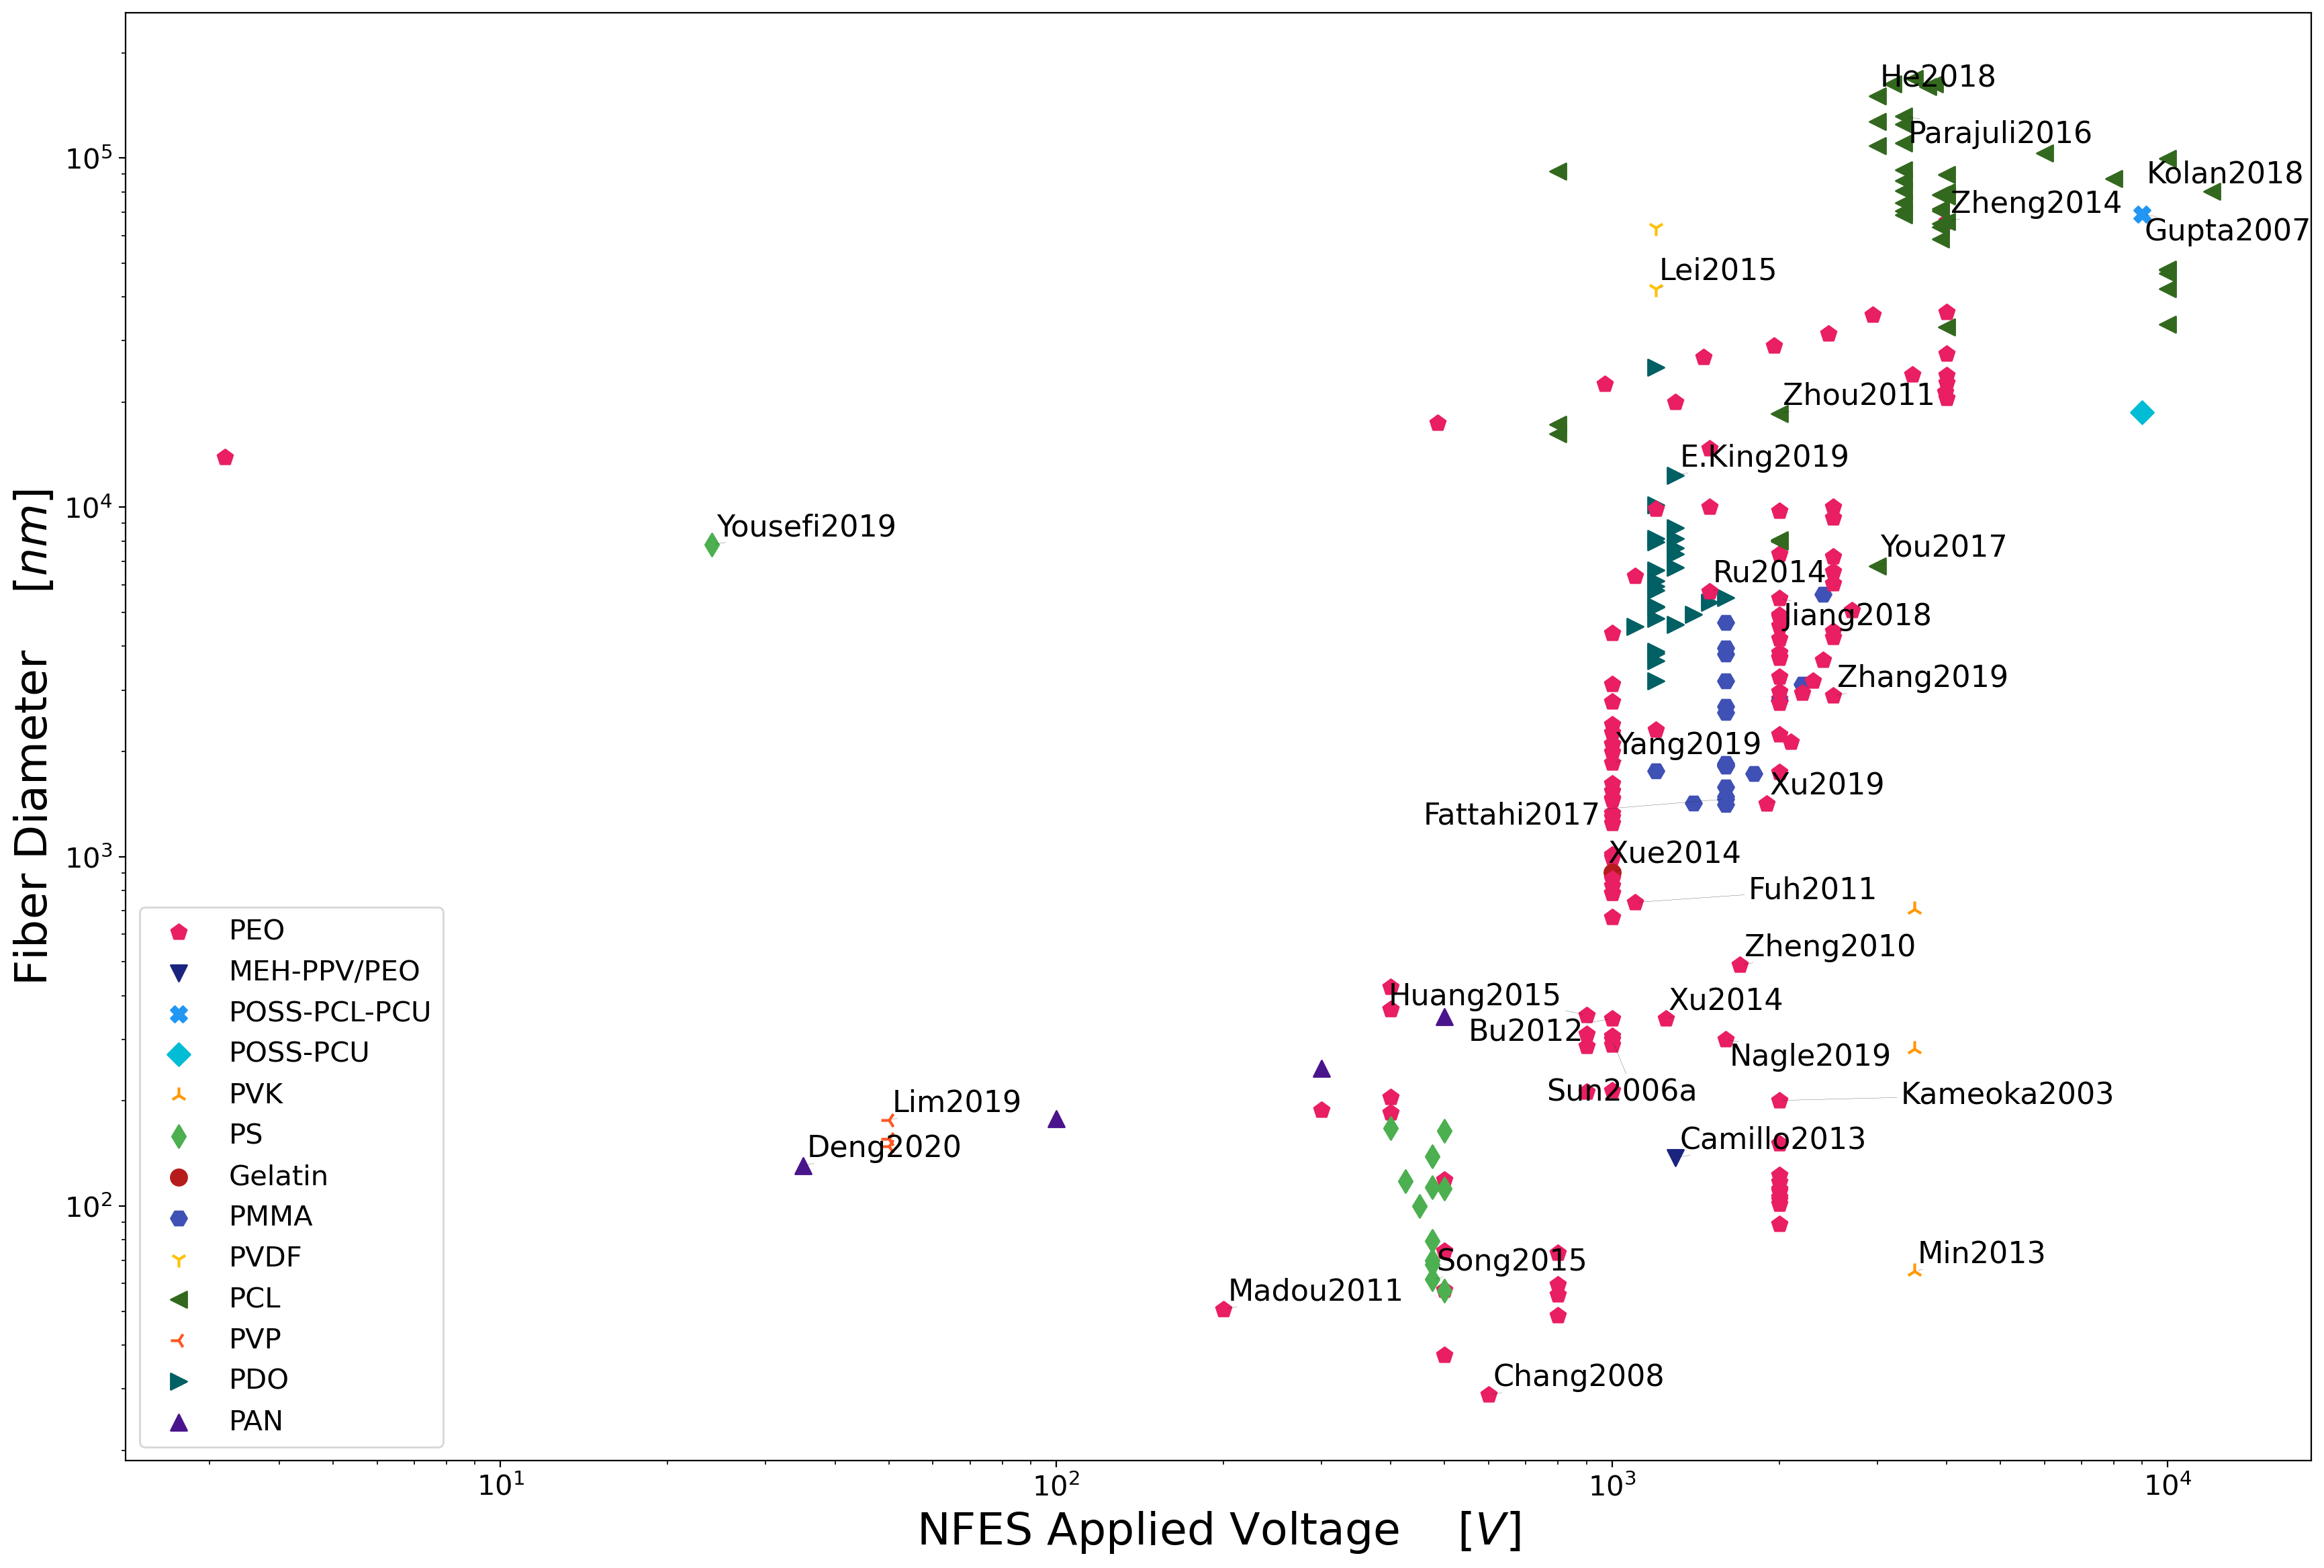 He2018
Parajuli2016
10^5
Kolan2018
Zheng2014
Gupta2007
Lei2015
Zhou2011
E.King2019
10^4
Yousefi2019
You2017
Ru2014
Jiang2018
Zhang2019
Yang2019
Xu2019
Fattahi2017
Xue2014
10^3
Fuh2011
Zheng2010
Huang2015
Xu2014
Bu2012
Nagle2019
Sun2006a
Kameoka2003
Lim2019
Deng2020
Camillo2013
10^2
Min2013
Song2015
Madou2011
Chang2008
Fiber Diameter [nm]
PEO
MEH-PPV/PEO
POSS-PCL-PCU
POSS-PCU
PVK
PS
Gelatin
PMMA
PVDF
PCL
PVP
PDO
PAN
10^1 10^2 10^3 10^4
NFES Applied Voltage [V]